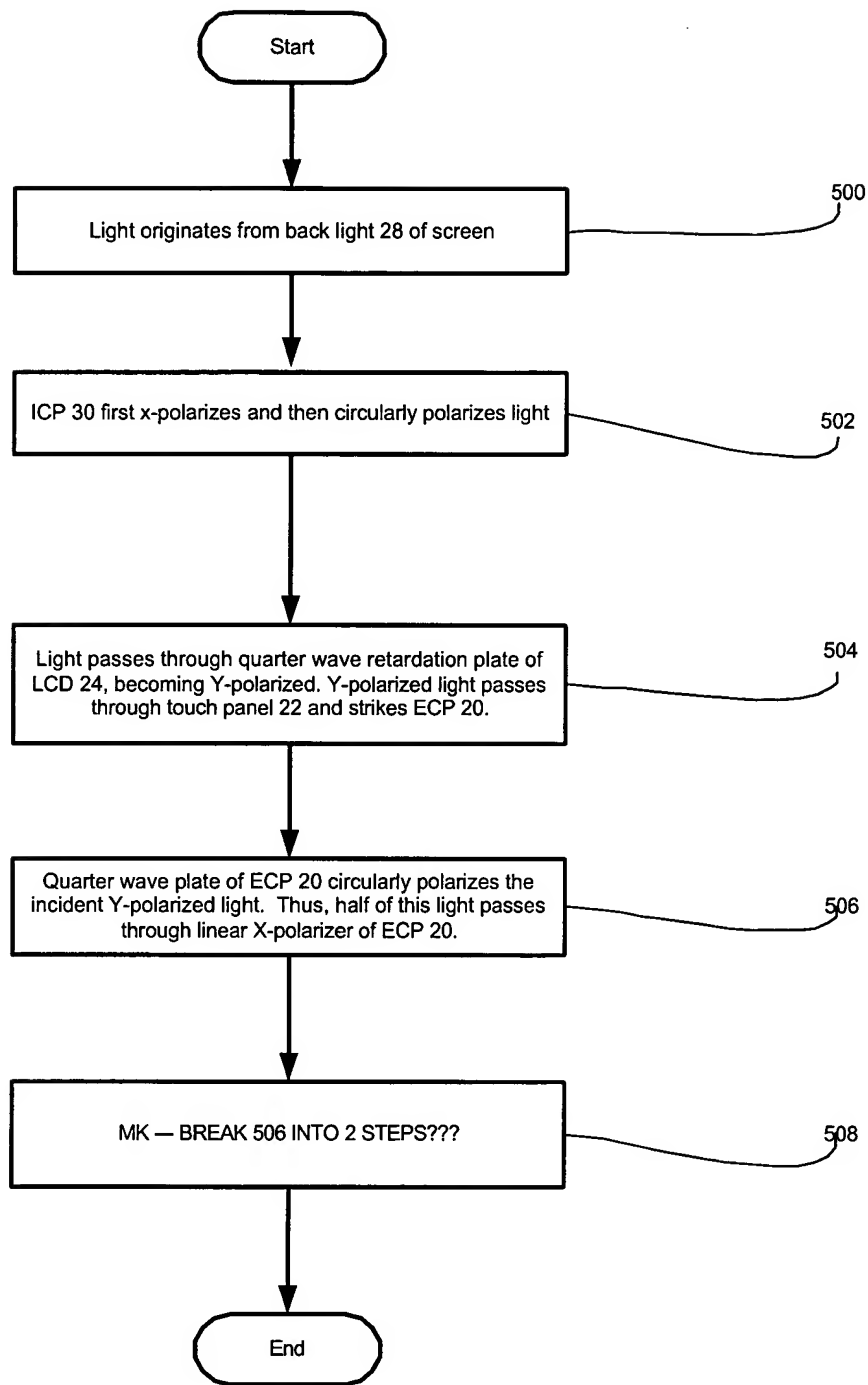 Start
500
Light originates from back light 28 of screen
ICP 30 first x-polarizes and then circularly polarizes light
502
504
Light passes through quarter wave retardation plate of
LCD 24, becoming Y-polarized. Y-polarized light passes
through touch panel 22 and strikes ECP 20.
Quarter wave plate of ECP 20 circularly polarizes the
incident Y-polarized light. Thus, half of this light passes
through linear X-polarizer of ECP 20.
506
MK — BREAK 506 INTO 2 STEPS???
508
End